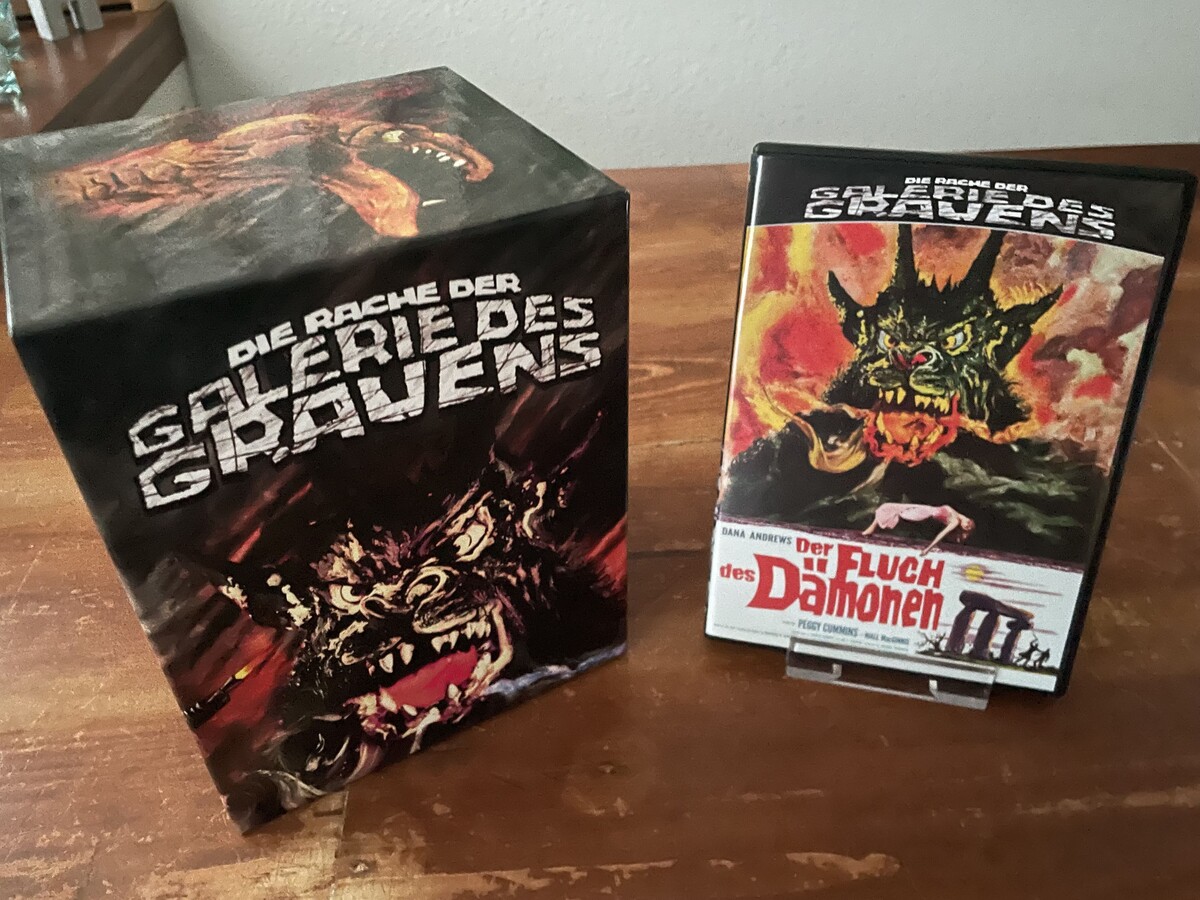 DIE RACHE DER
GALERIE DES
GRAUENS
DIE RACHE DER
GALERIE DES
GRAUENS
DANA ANDREWS
Der FLUCH
des Dämonen
PEGGY CUMMINS - NIALL MacGINNIS